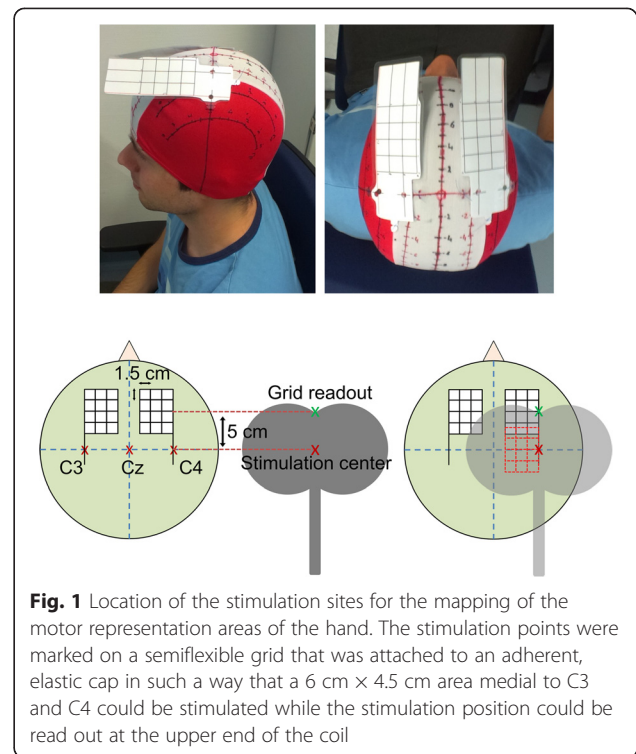 1.5 cm
Grid readout
5 cm
Stimulation center
C3
Cz
C4
Fig. 1 Location of the stimulation sites for the mapping of the
motor representation areas of the hand. The stimulation points were
marked on a semiflexible grid that was attached to an adherent,
elastic cap in such a way that a 6 cm × 4.5 cm area medial to C3
and C4 could be stimulated while the stimulation position could be
read out at the upper end of the coil